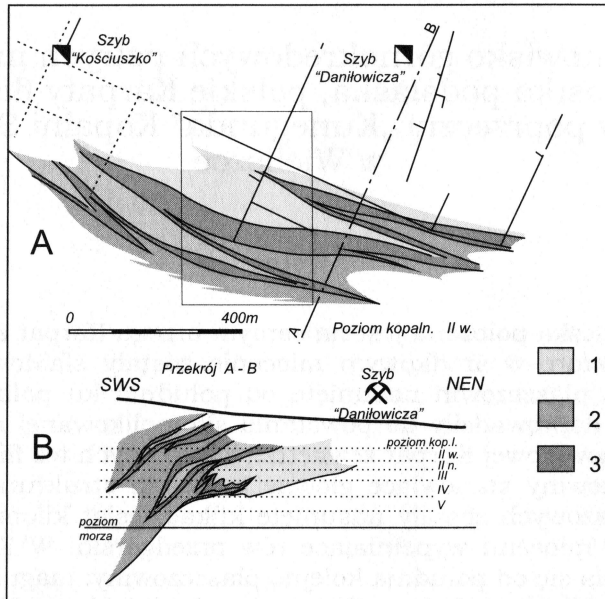 Szyb
"Kościuszko"
Szyb
"Daniłowicza"
B
A
0 400m
A
Poziom kopaln. II w.
SWS
Przekrój A - B
Szyb
"Daniłowicza"
NEN
B
poziom kop.I.
II w.
II n.
III
IV
V
poziom
morza
1
2
3